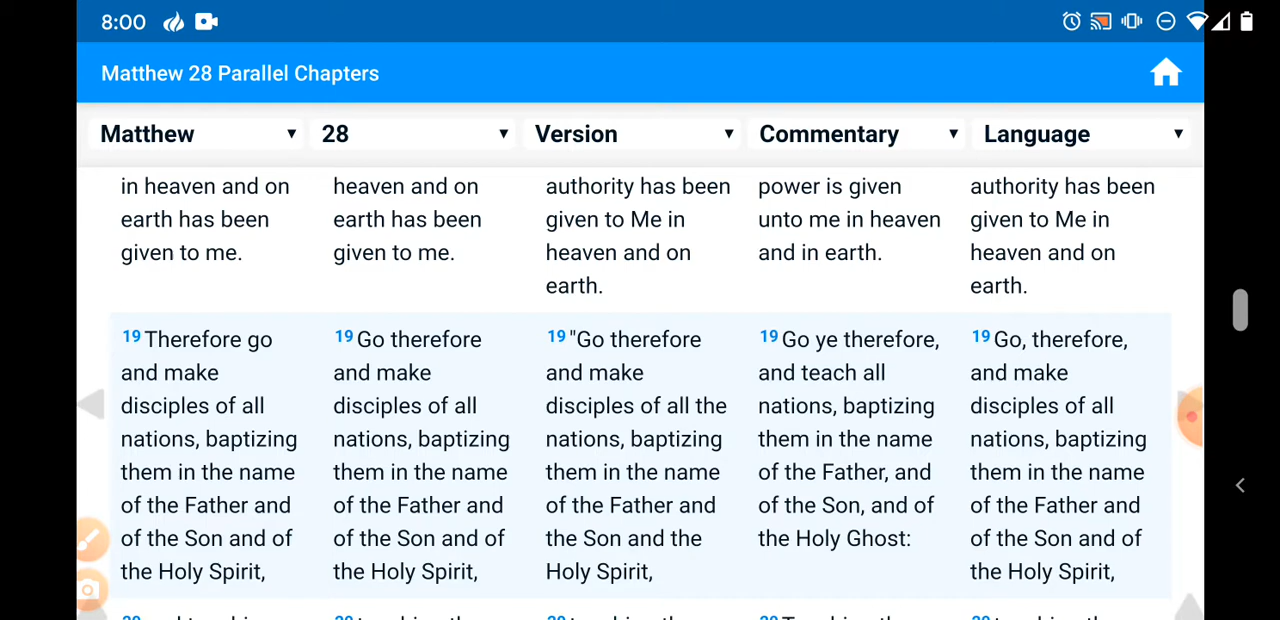 8:00
Matthew 28 Parallel Chapters
Matthew 28 Version Commentary Language
in heaven and on
earth has been
given to me.
heaven and on
earth has been
given to me.
authority has been
given to Me in
heaven and on
earth.
power is given
unto me in heaven
and in earth.
authority has been
given to Me in
heaven and on
earth.
19 Therefore go
and make
disciples of all
nations, baptizing
them in the name
of the Father and
of the Son and of
the Holy Spirit,
19 Go therefore
and make
disciples of all
nations, baptizing
them in the name
of the Father and
of the Son and of
the Holy Spirit,
19 "Go therefore
and make
disciples of all the
nations, baptizing
them in the name
of the Father and
the Son and the
Holy Spirit,
19 Go ye therefore,
and teach all
nations, baptizing
them in the name
of the Father, and
of the Son, and of
the Holy Ghost:
19 Go, therefore,
and make
disciples of all
nations, baptizing
them in the name
of the Father and
of the Son and of
the Holy Spirit,